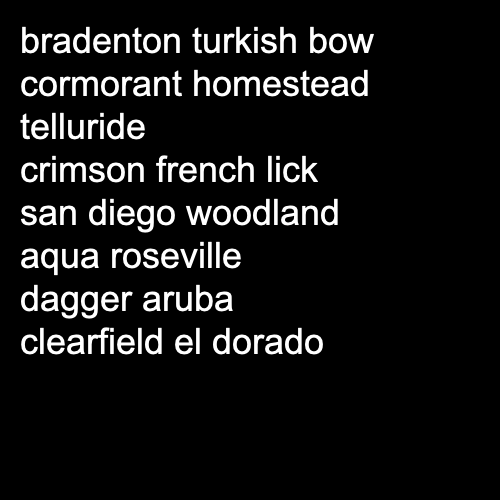 bradenton turkish bow
cormorant homestead
telluride
crimson french lick
san diego woodland
aqua roseville
dagger aruba
clearfield el dorado